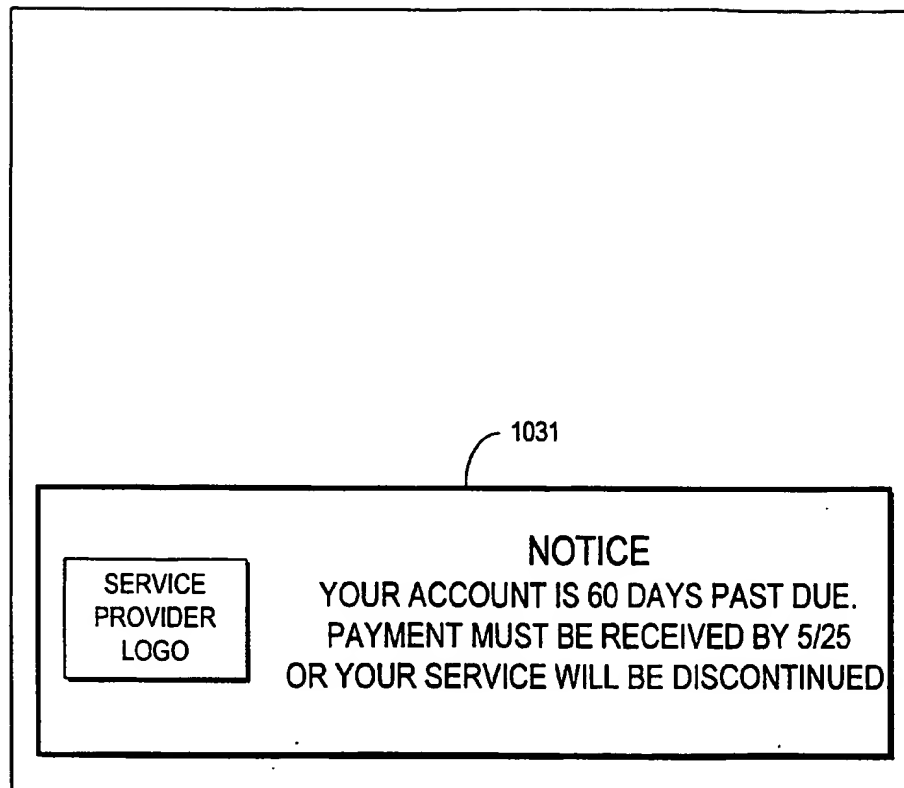 1031
NOTICE
YOUR ACCOUNT IS 60 DAYS PAST DUE.
PAYMENT MUST BE RECEIVED BY 5/25
OR YOUR SERVICE WILL BE DISCONTINUED
SERVICE
PROVIDER
LOGO